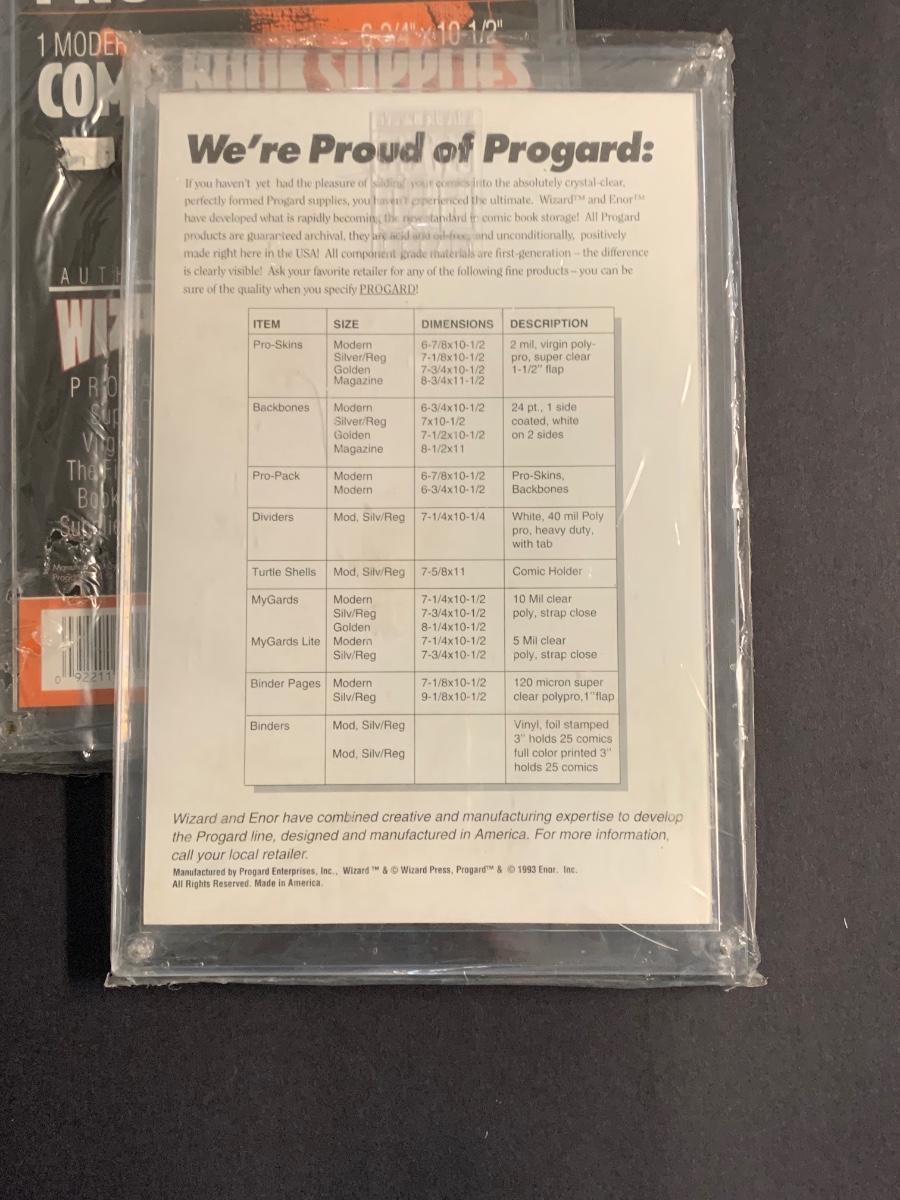 1 MODER
6-3/4" x 10-1/2"
COM
BOOK SUPPLIES
We're Proud of Progard:
If you haven't yet had the pleasure of sliding your comics into the absolutely crystal-clear,
perfectly formed Progard supplies, you haven't experienced the ultimate. Wizard™ and Enor™
have developed what is rapidly becoming the new standard in comic book storage! All Progard
products are guaranteed archival, they are acid and oil-free, and unconditionally, positively
made right here in the USA! All component grade materials are first-generation – the difference
is clearly visible! Ask your favorite retailer for any of the following fine products – you can be
sure of the quality when you specify PROGARD!
ITEM SIZE DIMENSIONS DESCRIPTION
Pro-Skins Modern 6-7/8x10-1/2 2 mil, virgin poly-
Silver/Reg 7-1/8x10-1/2 pro, super clear
Golden 7-3/4x10-1/2 1-1/2" flap
Magazine 8-3/4x11-1/2
Backbones Modern 6-3/4x10-1/2 24 pt., 1 side
Silver/Reg 7x10-1/2 coated, white
Golden 7-1/2x10-1/2 on 2 sides
Magazine 8-1/2x11
Pro-Pack Modern 6-7/8x10-1/2 Pro-Skins,
Modern 6-3/4x10-1/2 Backbones
Dividers Mod, Silv/Reg 7-1/4x10-1/4 White, 40 mil Poly
pro, heavy duty,
with tab
Turtle Shells Mod, Silv/Reg 7-5/8x11 Comic Holder
MyGards Modern 7-1/4x10-1/2 10 Mil clear
Silv/Reg 7-3/4x10-1/2 poly, strap close
Golden 8-1/4x10-1/2
MyGards Lite Modern 7-1/4x10-1/2 5 Mil clear
Silv/Reg 7-3/4x10-1/2 poly, strap close
Binder Pages Modern 7-1/8x10-1/2 120 micron super
Silv/Reg 9-1/8x10-1/2 clear polypro,1"flap
Binders Mod, Silv/Reg Vinyl, foil stamped
3" holds 25 comics
Mod, Silv/Reg full color printed 3"
holds 25 comics
Wizard and Enor have combined creative and manufacturing expertise to develop
the Progard line, designed and manufactured in America. For more information,
call your local retailer.
Manufactured by Progard Enterprises, Inc., Wizard ™ & © Wizard Press, Progard™ & © 1993 Enor. Inc.
All Rights Reserved. Made in America.
AUTH
WIZ
PRO
Sup
Virg
The Fi
Book
Supplie
0 92211